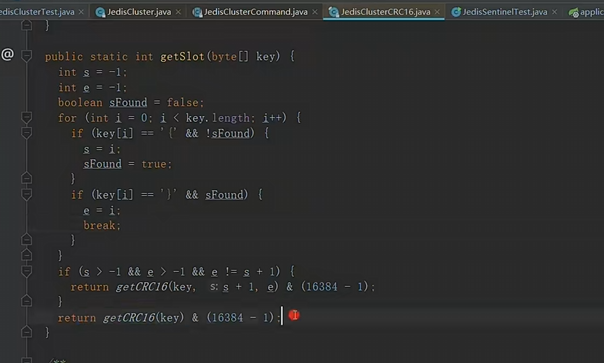 edisClusterTest.java × JedisCluster.java × JedisClusterCommand.java × JedisClusterCRC16.java × JedisSentinelTest.java × applic
}
@ public static int getSlot(byte[] key) {
int s = -1;
int e = -1;
boolean sFound = false;
for (int i = 0; i < key.length; i++) {
if (key[i] == '{' && !sFound) {
s = i;
sFound = true;
}
if (key[i] == '}' && sFound) {
e = i;
break;
}
}
if (s > -1 && e > -1 && e != s + 1) {
return getCRC16(key, s: s + 1, e) & (16384 - 1);
}
return getCRC16(key) & (16384 - 1);
}
/**